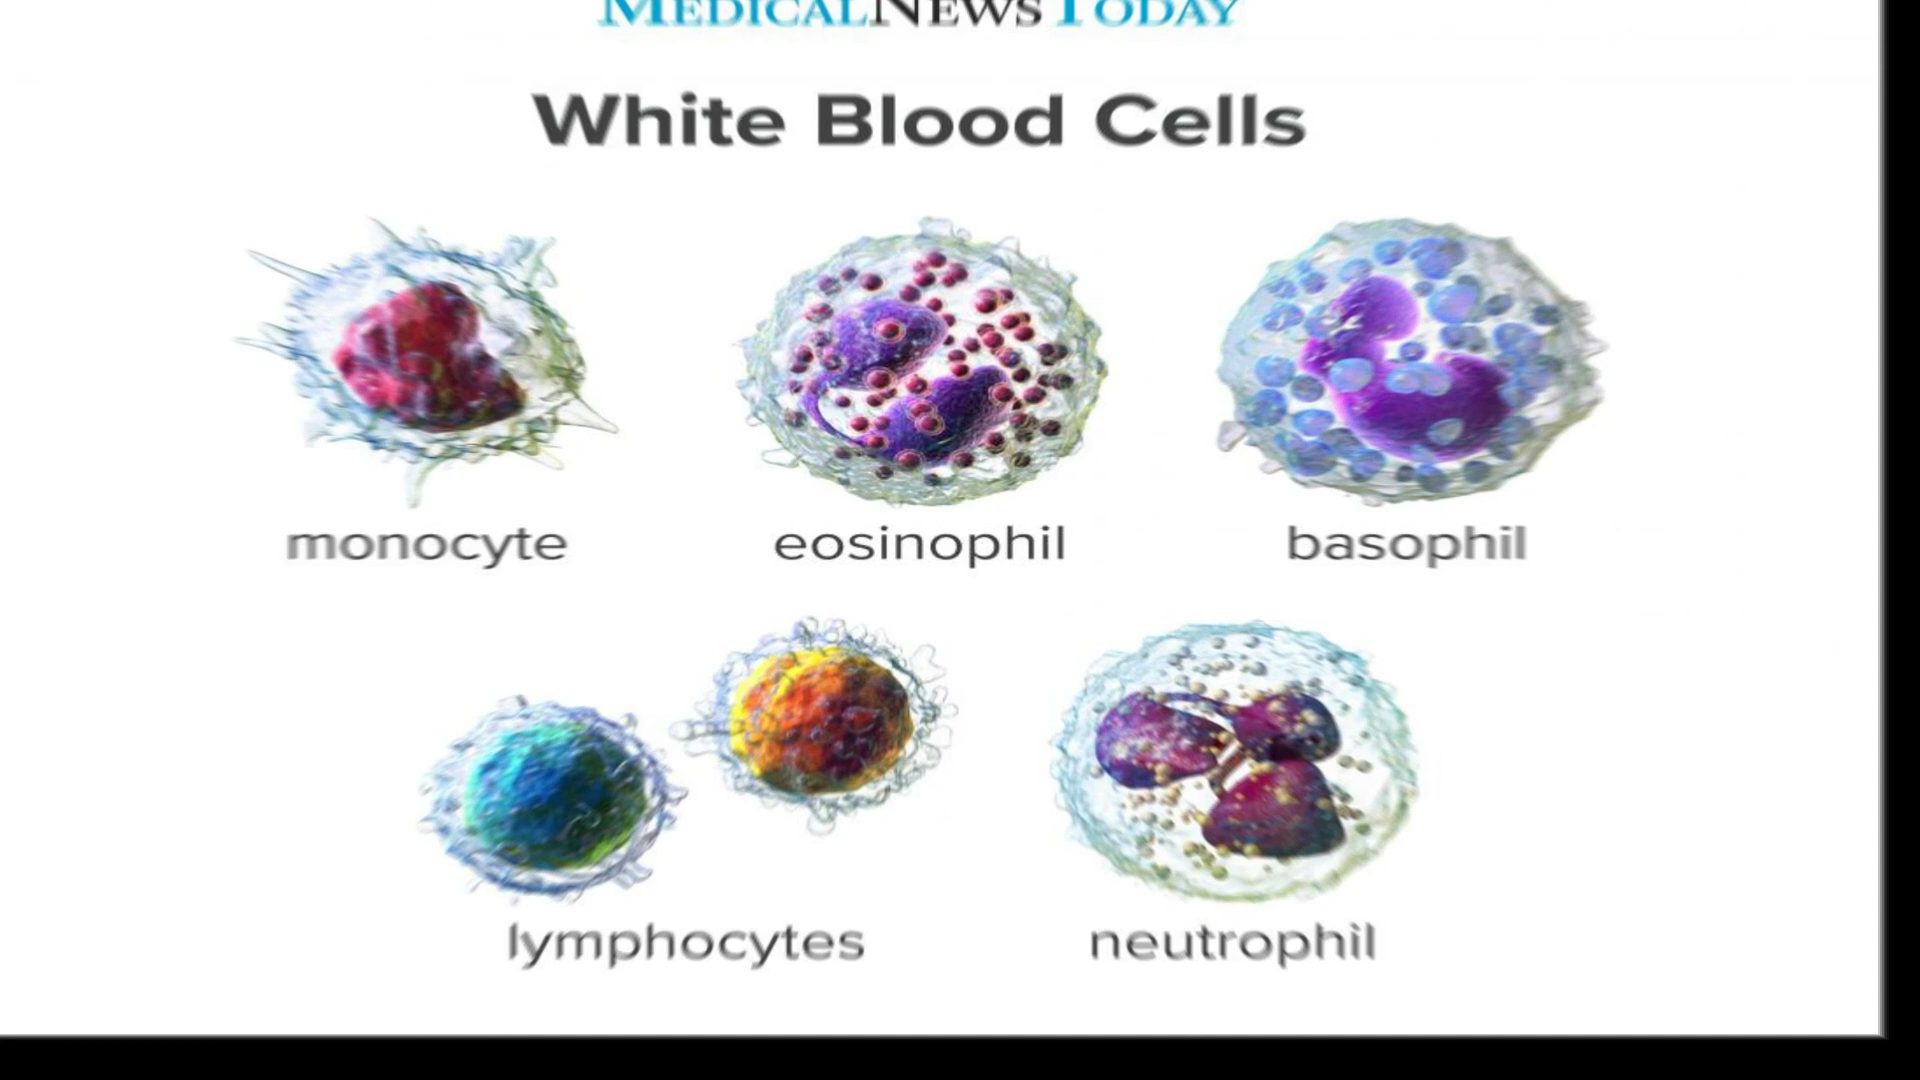 MEDICALNEWSTODAY
White Blood Cells
monocyte
eosinophil
basophil
lymphocytes
neutrophil